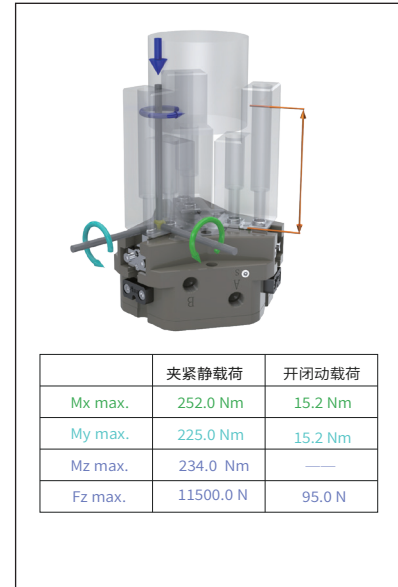 A
B
夹紧静载荷 开闭动载荷
Mx max. 252.0 Nm 15.2 Nm
My max. 225.0 Nm 15.2 Nm
Mz max. 234.0 Nm ——
Fz max. 11500.0 N 95.0 N